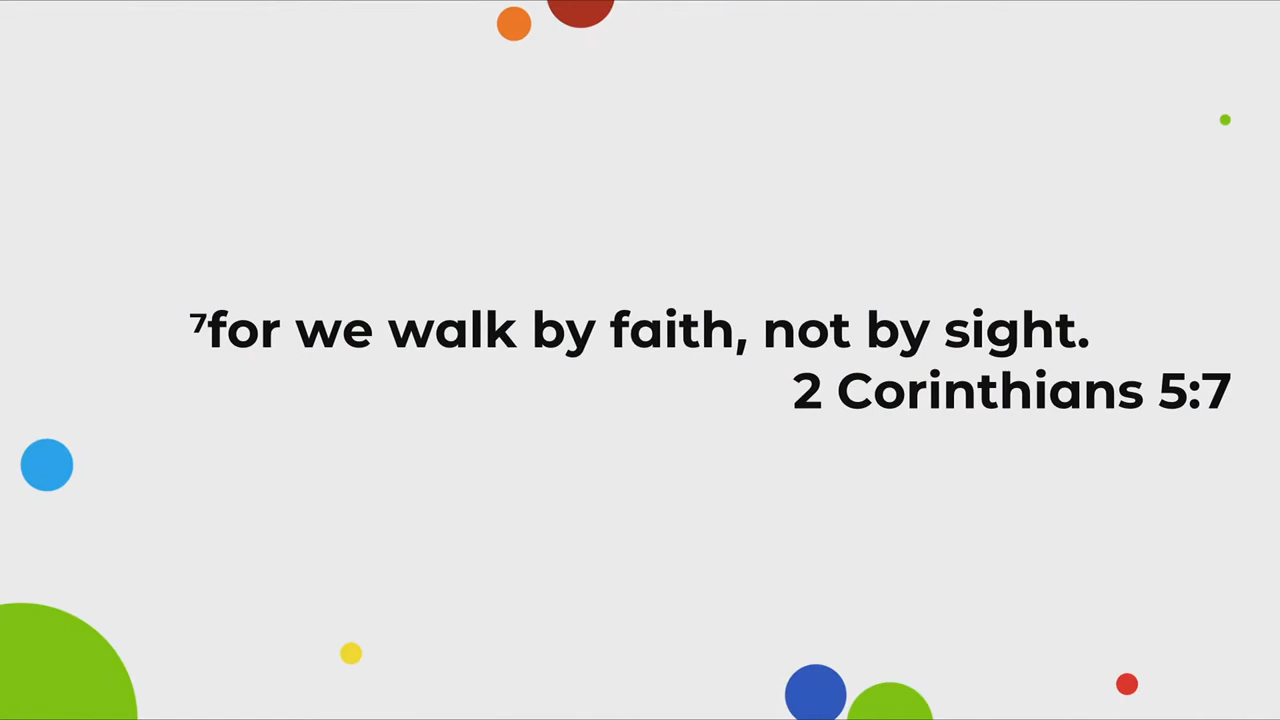 ⁷for we walk by faith, not by sight.
2 Corinthians 5:7